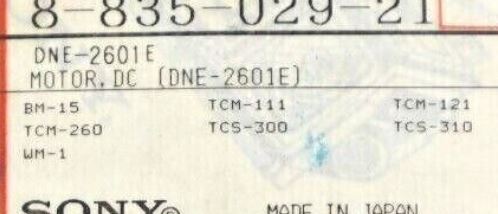 8-835-029-21
DNE-2601E
MOTOR, DC (DNE-2601E)
BM-15 TCM-111 TCM-121
TCM-260 TCS-300 TCS-310
WM-1
SONY® MADE IN JAPAN